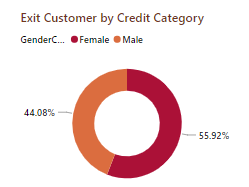 Exit Customer by Credit Category
GenderC... Female Male
44.08%
55.92%